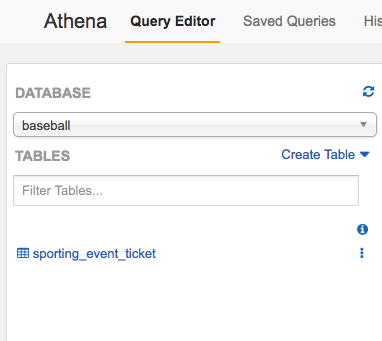 Athena Query Editor Saved Queries His
DATABASE
baseball
TABLES Create Table
Filter Tables...
sporting_event_ticket